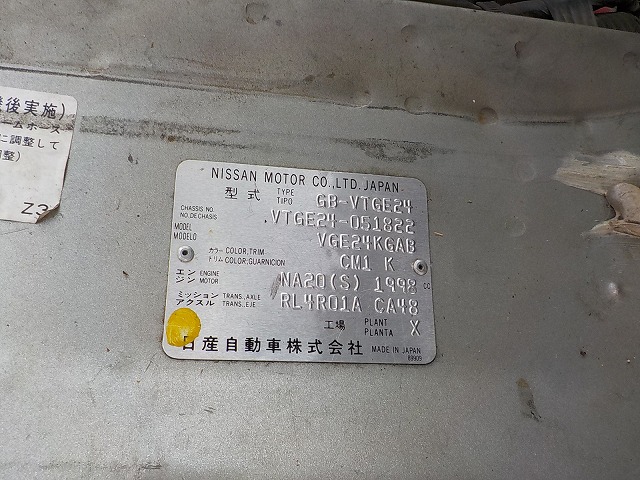 後実施)
ームホース
に調整して
整)
Z3
NISSAN MOTOR CO.,LTD.JAPAN
型式 TYPE TIPO GB-VTGE24
CHASSIS NO. NO.DE CHASIS .VTGE24-051822
MODEL MODELO VGE24KGAB
カラー COLOR,TRIM トリム COLOR,GUARNICION CM1 K
エンジン ENGINE MOTOR NA20(S) 1998 CC
ミッション アクスル TRANS.,AXLE TRANS.,EJE RL4R01A CA48
工場 PLANT PLANTA X
日産自動車株式会社 MADE IN JAPAN
89909